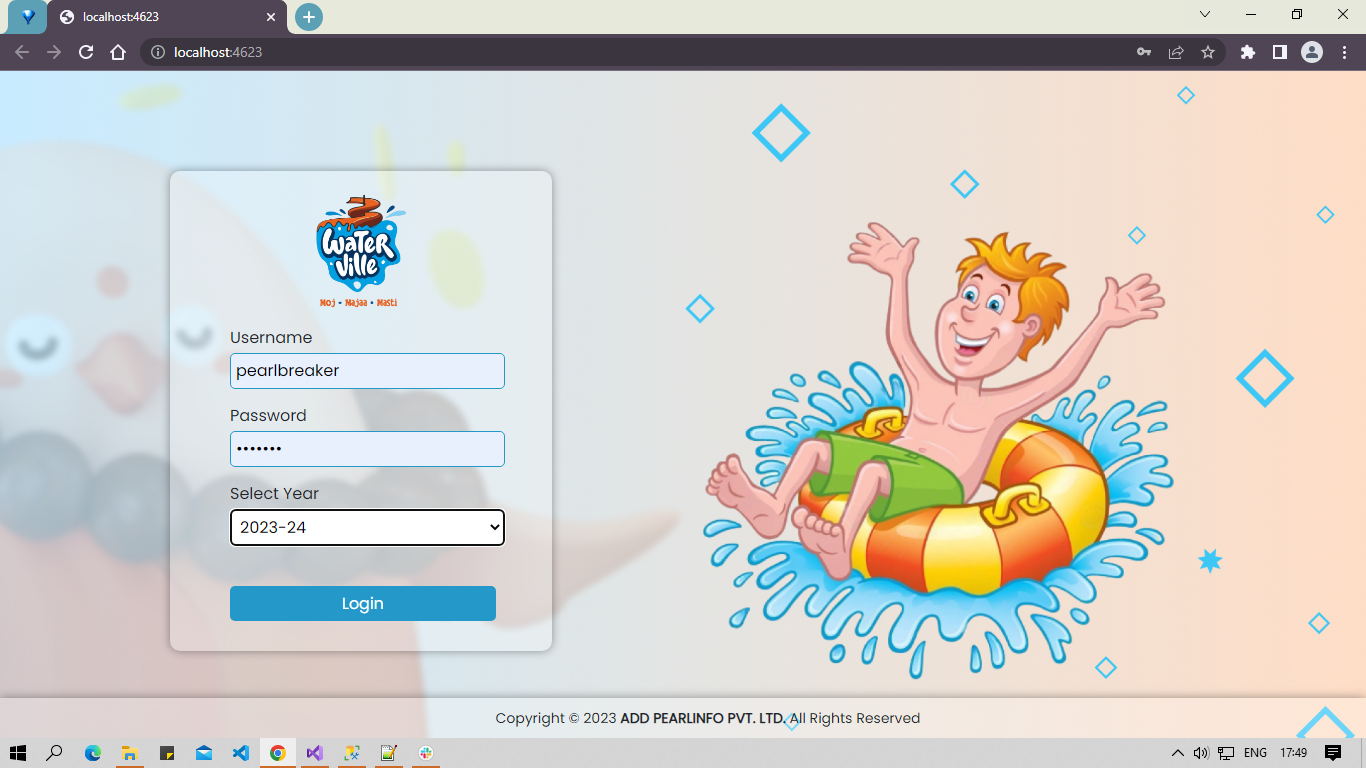 localhost:4623
localhost:4623
WATER
Ville
Moj • Majaa • Masti
Username
pearlbreaker
Password
•••••••
Select Year
2023-24
Login
Copyright © 2023 ADD PEARLINFO PVT. LTD. All Rights Reserved
ENG
17:49